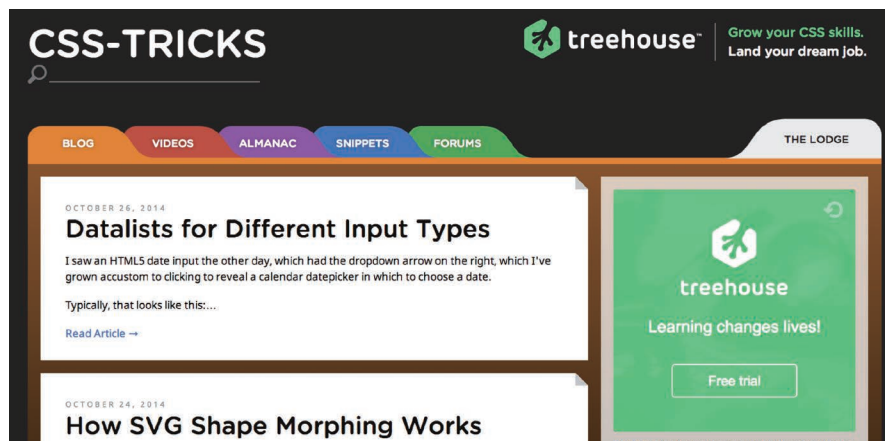 CSS-TRICKS
treehouse™
Grow your CSS skills.
Land your dream job.
BLOG
VIDEOS
ALMANAC
SNIPPETS
FORUMS
THE LODGE
OCTOBER 26, 2014
Datalists for Different Input Types
I saw an HTML5 date input the other day, which had the dropdown arrow on the right, which I've
grown accustom to clicking to reveal a calendar datepicker in which to choose a date.
Typically, that looks like this:...
Read Article →
OCTOBER 24, 2014
How SVG Shape Morphing Works
treehouse
Learning changes lives!
Free trial